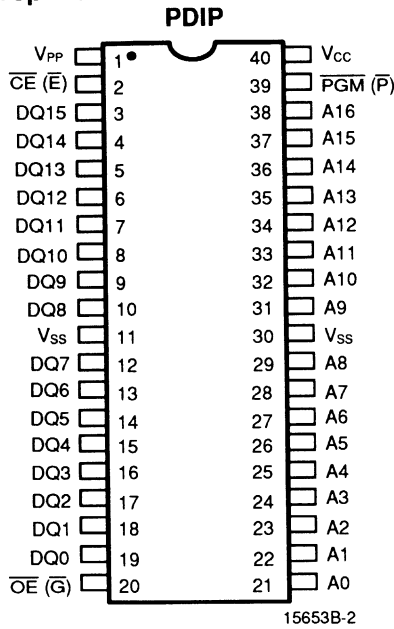 PDIP
VPP 1 40 VCC
CE (E) 2 39 PGM (P)
DQ15 3 38 A16
DQ14 4 37 A15
DQ13 5 36 A14
DQ12 6 35 A13
DQ11 7 34 A12
DQ10 8 33 A11
DQ9 9 32 A10
DQ8 10 31 A9
VSS 11 30 VSS
DQ7 12 29 A8
DQ6 13 28 A7
DQ5 14 27 A6
DQ4 15 26 A5
DQ3 16 25 A4
DQ2 17 24 A3
DQ1 18 23 A2
DQ0 19 22 A1
OE (G) 20 21 A0
15653B-2